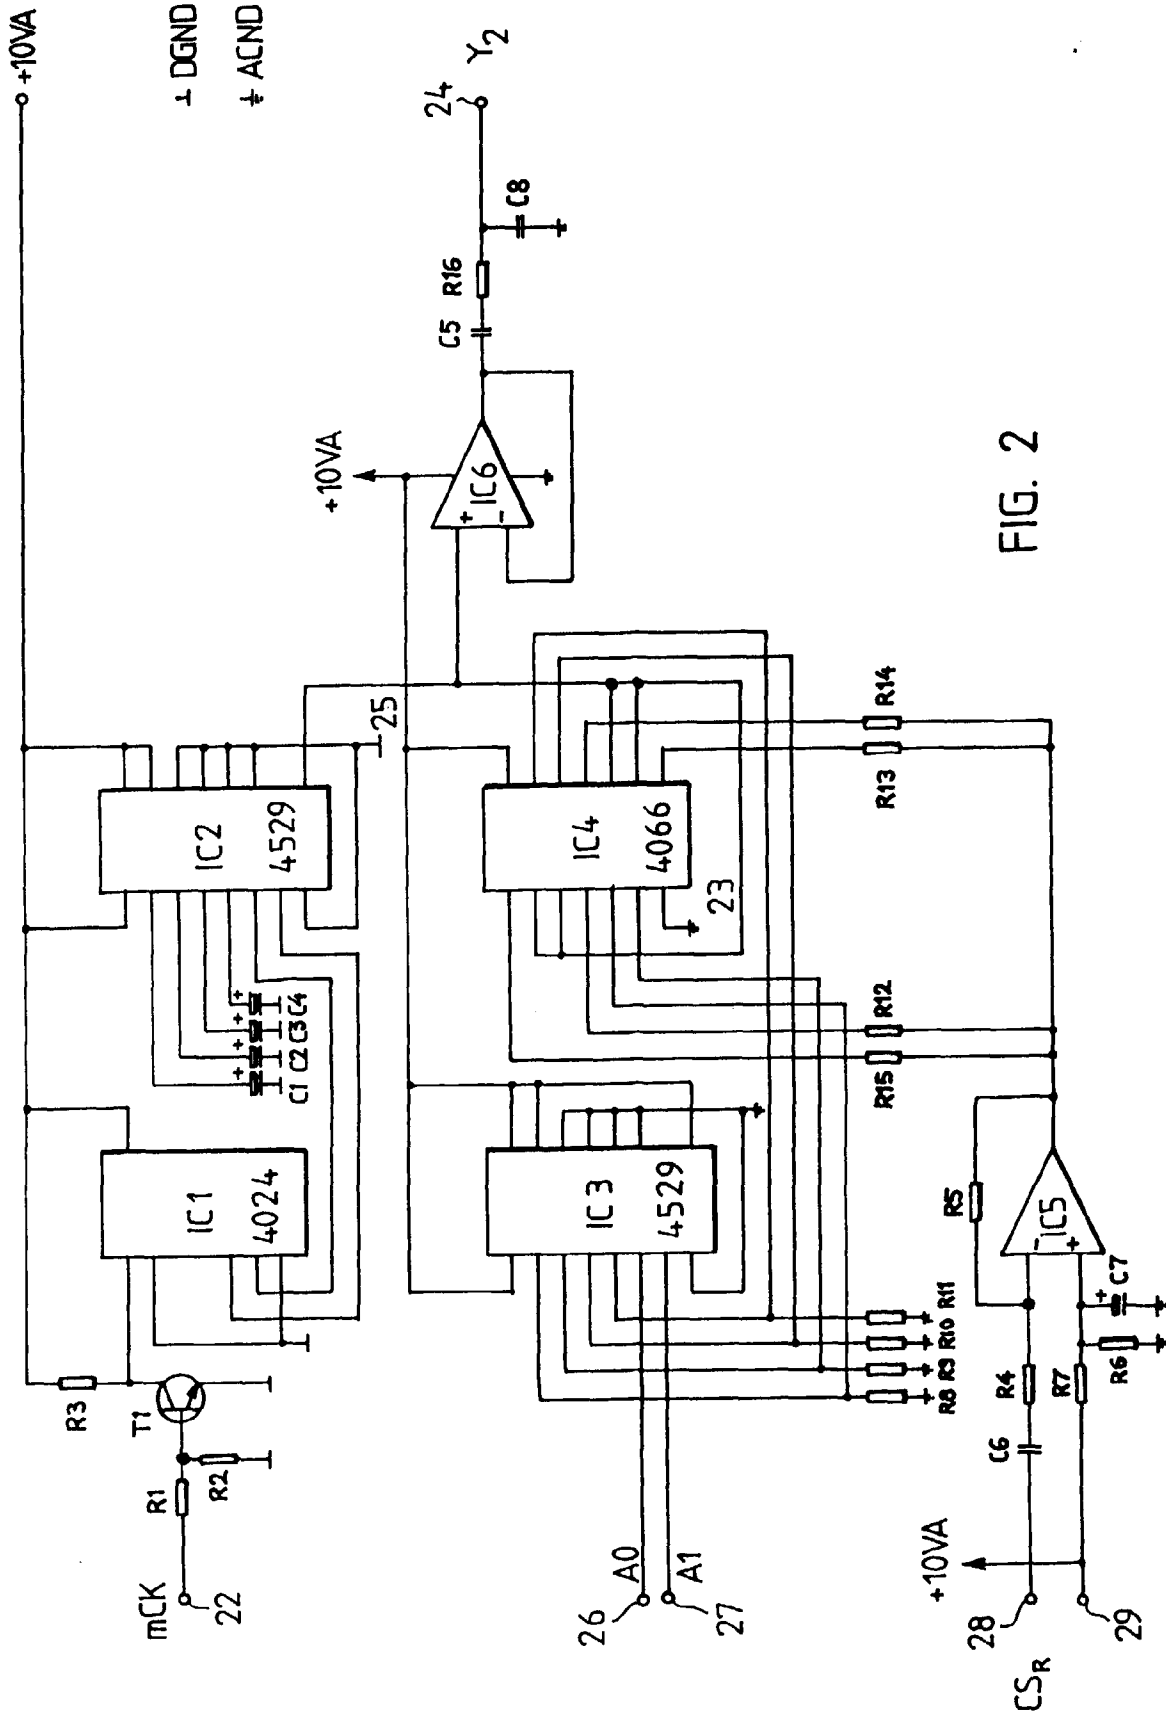 +10VA
DGND
ACND
mCK
22
R1
R2
R3
T1
IC1
4024
C1
C2
C3
C4
IC2
4529
25
+10VA
IC6
+
-
C5
R16
C8
24
Y2
26
A0
27
A1
IC3
4529
IC4
4066
23
R8
R9
R10
R11
R15
R12
R13
R14
+10VA
28
CSR
29
C6
R4
R7
R5
R6
+
C7
-
IC5
+
FIG. 2